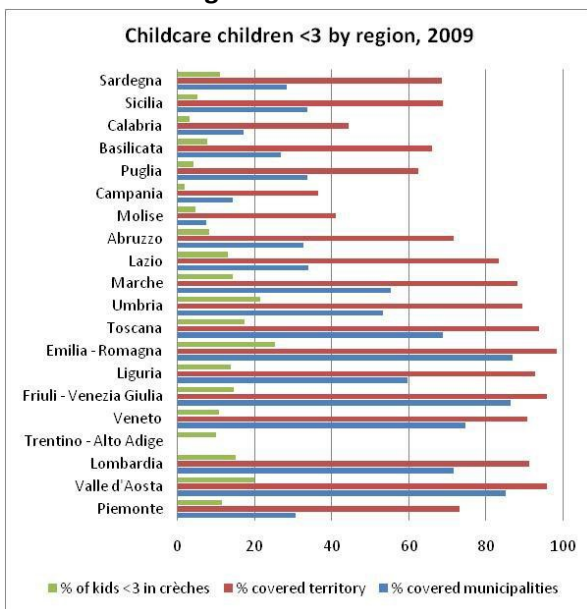 Childcare children <3 by region, 2009
Sardegna
Sicilia
Calabria
Basilicata
Puglia
Campania
Molise
Abruzzo
Lazio
Marche
Umbria
Toscana
Emilia - Romagna
Liguria
Friuli - Venezia Giulia
Veneto
Trentino - Alto Adige
Lombardia
Valle d'Aosta
Piemonte
0 20 40 60 80 100
% of kids <3 in crèches % covered territory % covered municipalities